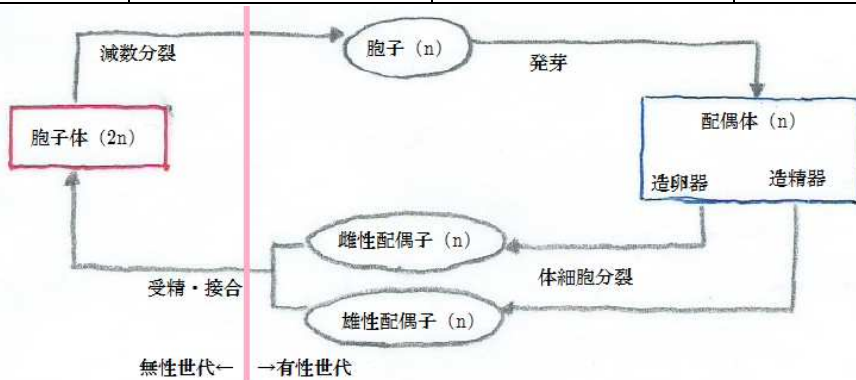 減数分裂
胞子（n）
発芽
胞子体（2n）
配偶体（n）
造卵器
造精器
雌性配偶子（n）
体細胞分裂
受精・接合
雄性配偶子（n）
無性世代← →有性世代